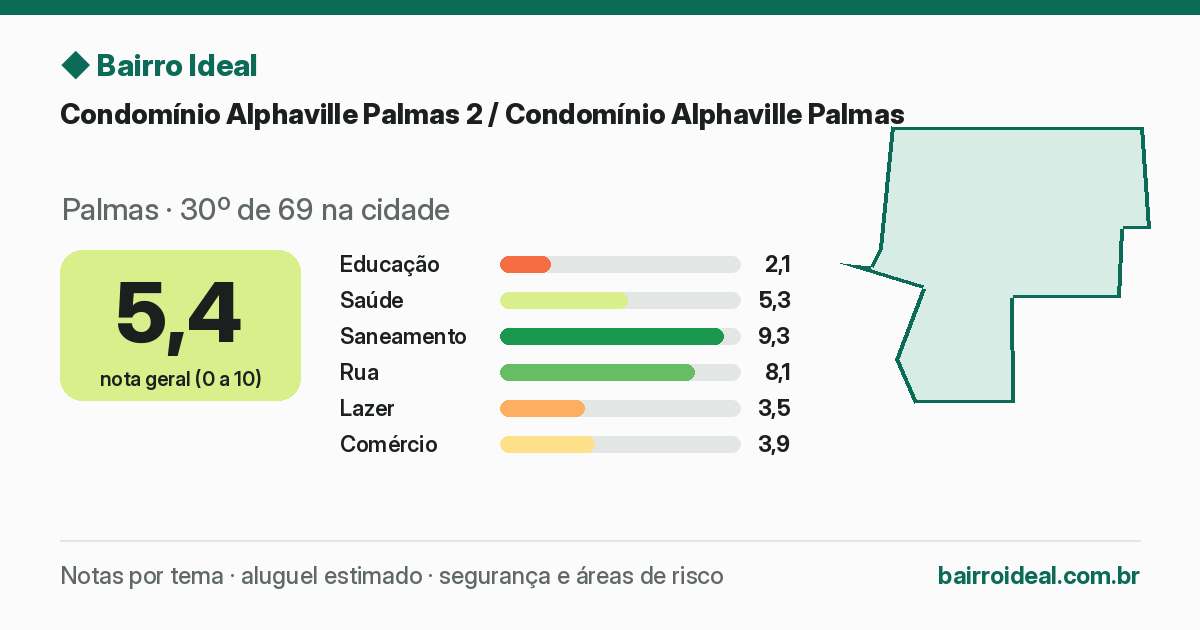 Bairro Ideal
Condomínio Alphaville Palmas 2 / Condomínio Alphaville Palmas
Palmas · 30º de 69 na cidade
5,4
nota geral (0 a 10)
Educação 2,1
Saúde 5,3
Saneamento 9,3
Rua 8,1
Lazer 3,5
Comércio 3,9
Notas por tema · aluguel estimado · segurança e áreas de risco
bairroideal.com.br